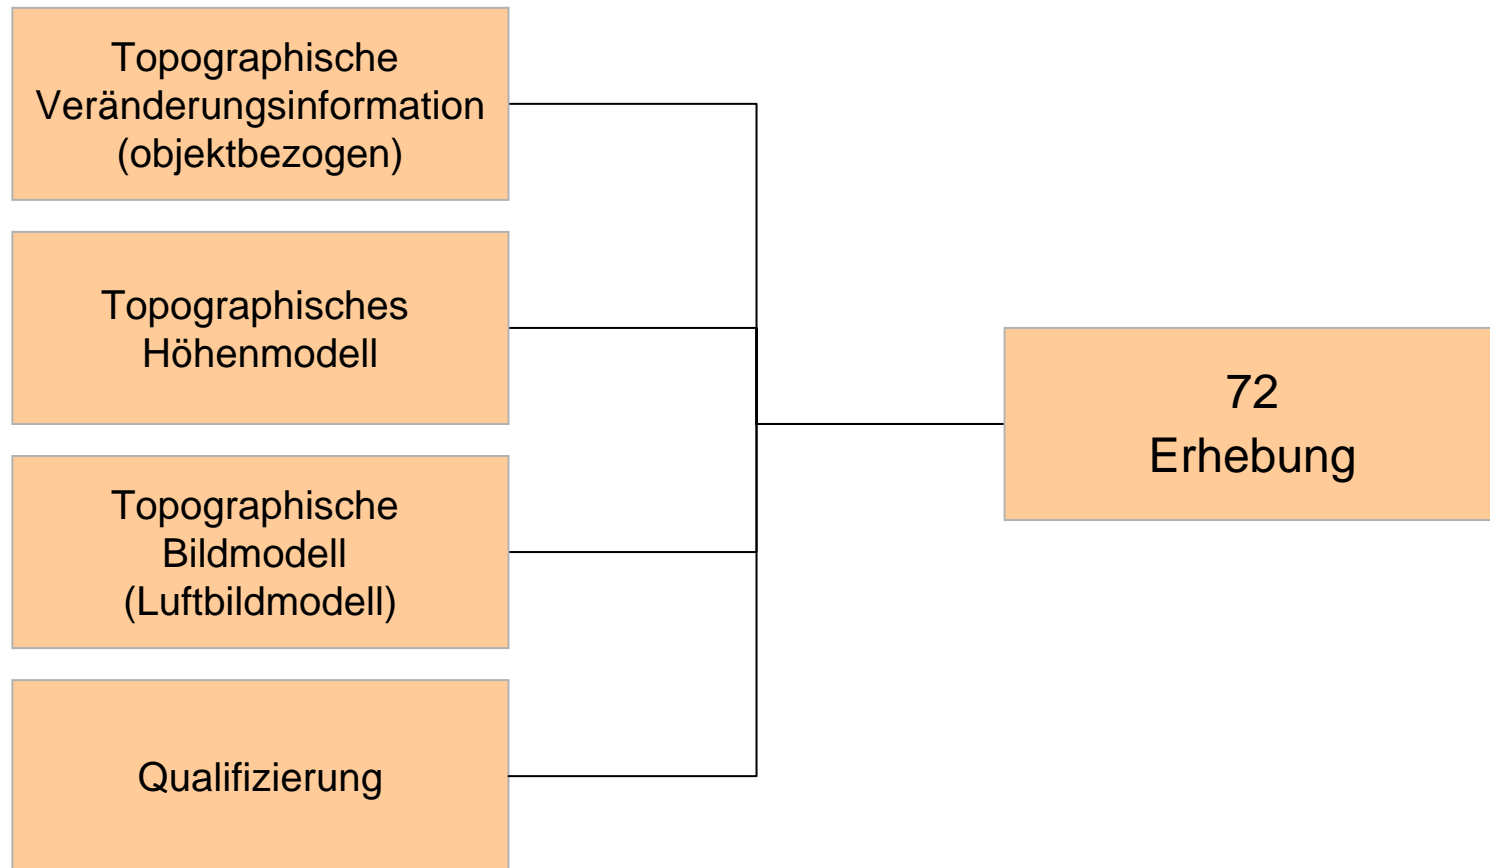 Topographische
Veränderungsinformation
(objektbezogen)
Topographisches
Höhenmodell
Topographische
Bildmodell
(Luftbildmodell)
Qualifizierung
72
Erhebung